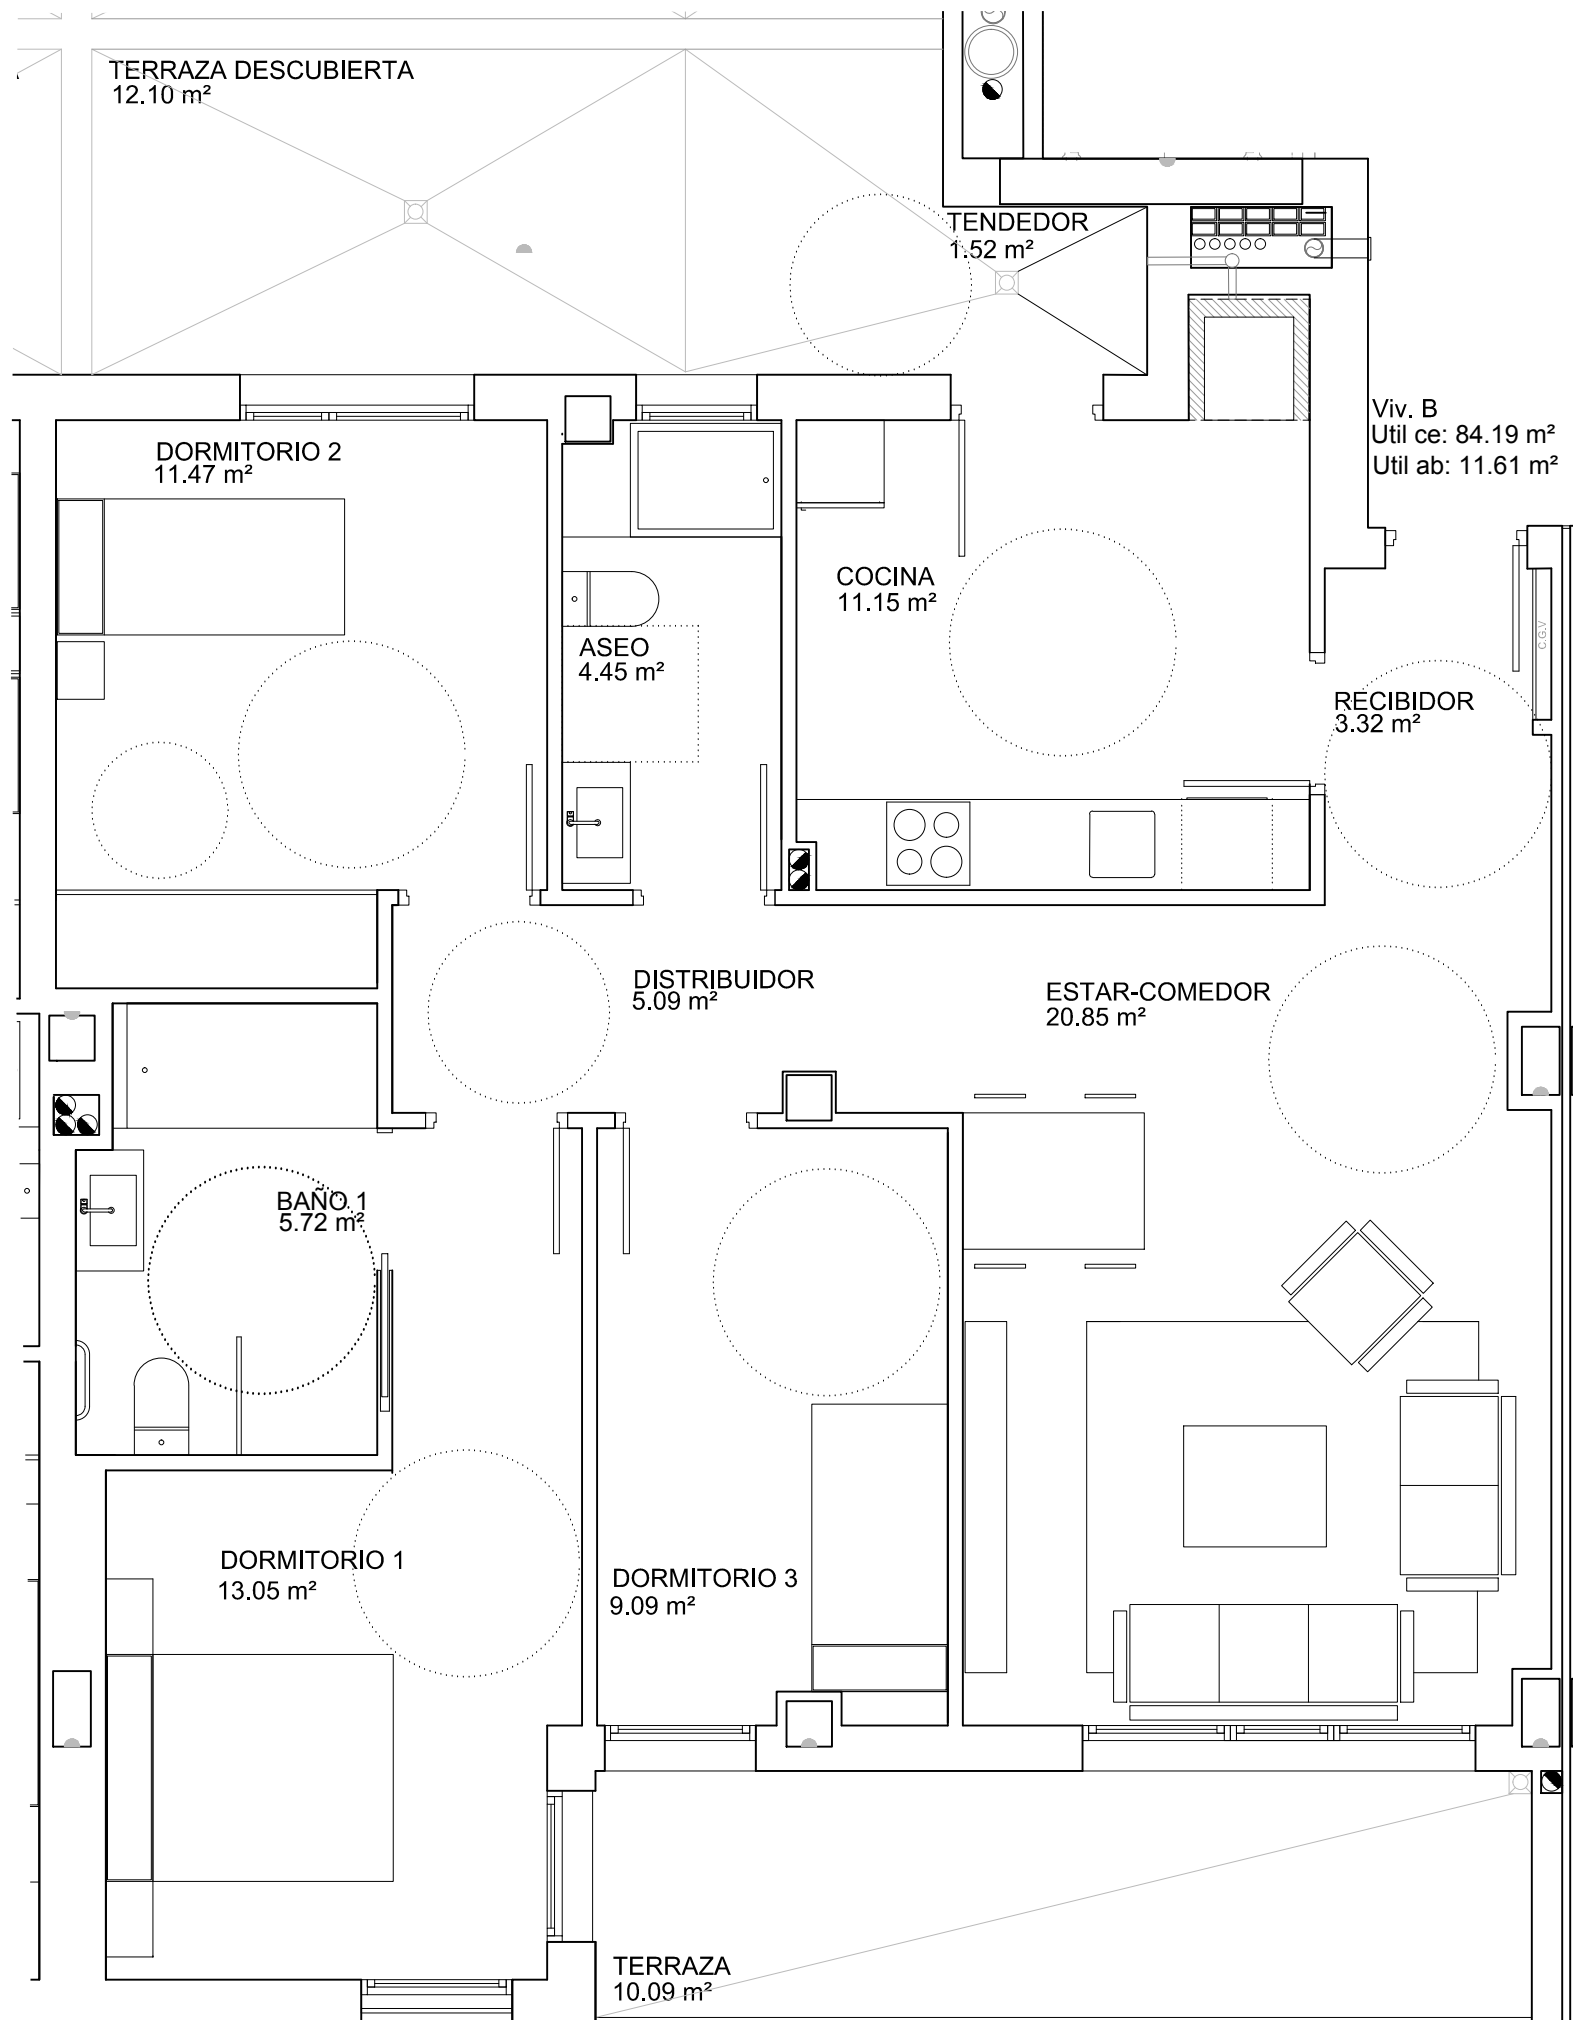 TERRAZA DESCUBIERTA
12.10 m²
TENDEDOR
1.52 m²
Viv. B
Util ce: 84.19 m²
Util ab: 11.61 m²
DORMITORIO 2
11.47 m²
COCINA
11.15 m²
ASEO
4.45 m²
C.G.V
RECIBIDOR
3.32 m²
DISTRIBUIDOR
5.09 m²
ESTAR-COMEDOR
20.85 m²
BAÑO 1
5.72 m²
DORMITORIO 1
13.05 m²
DORMITORIO 3
9.09 m²
TERRAZA
10.09 m²